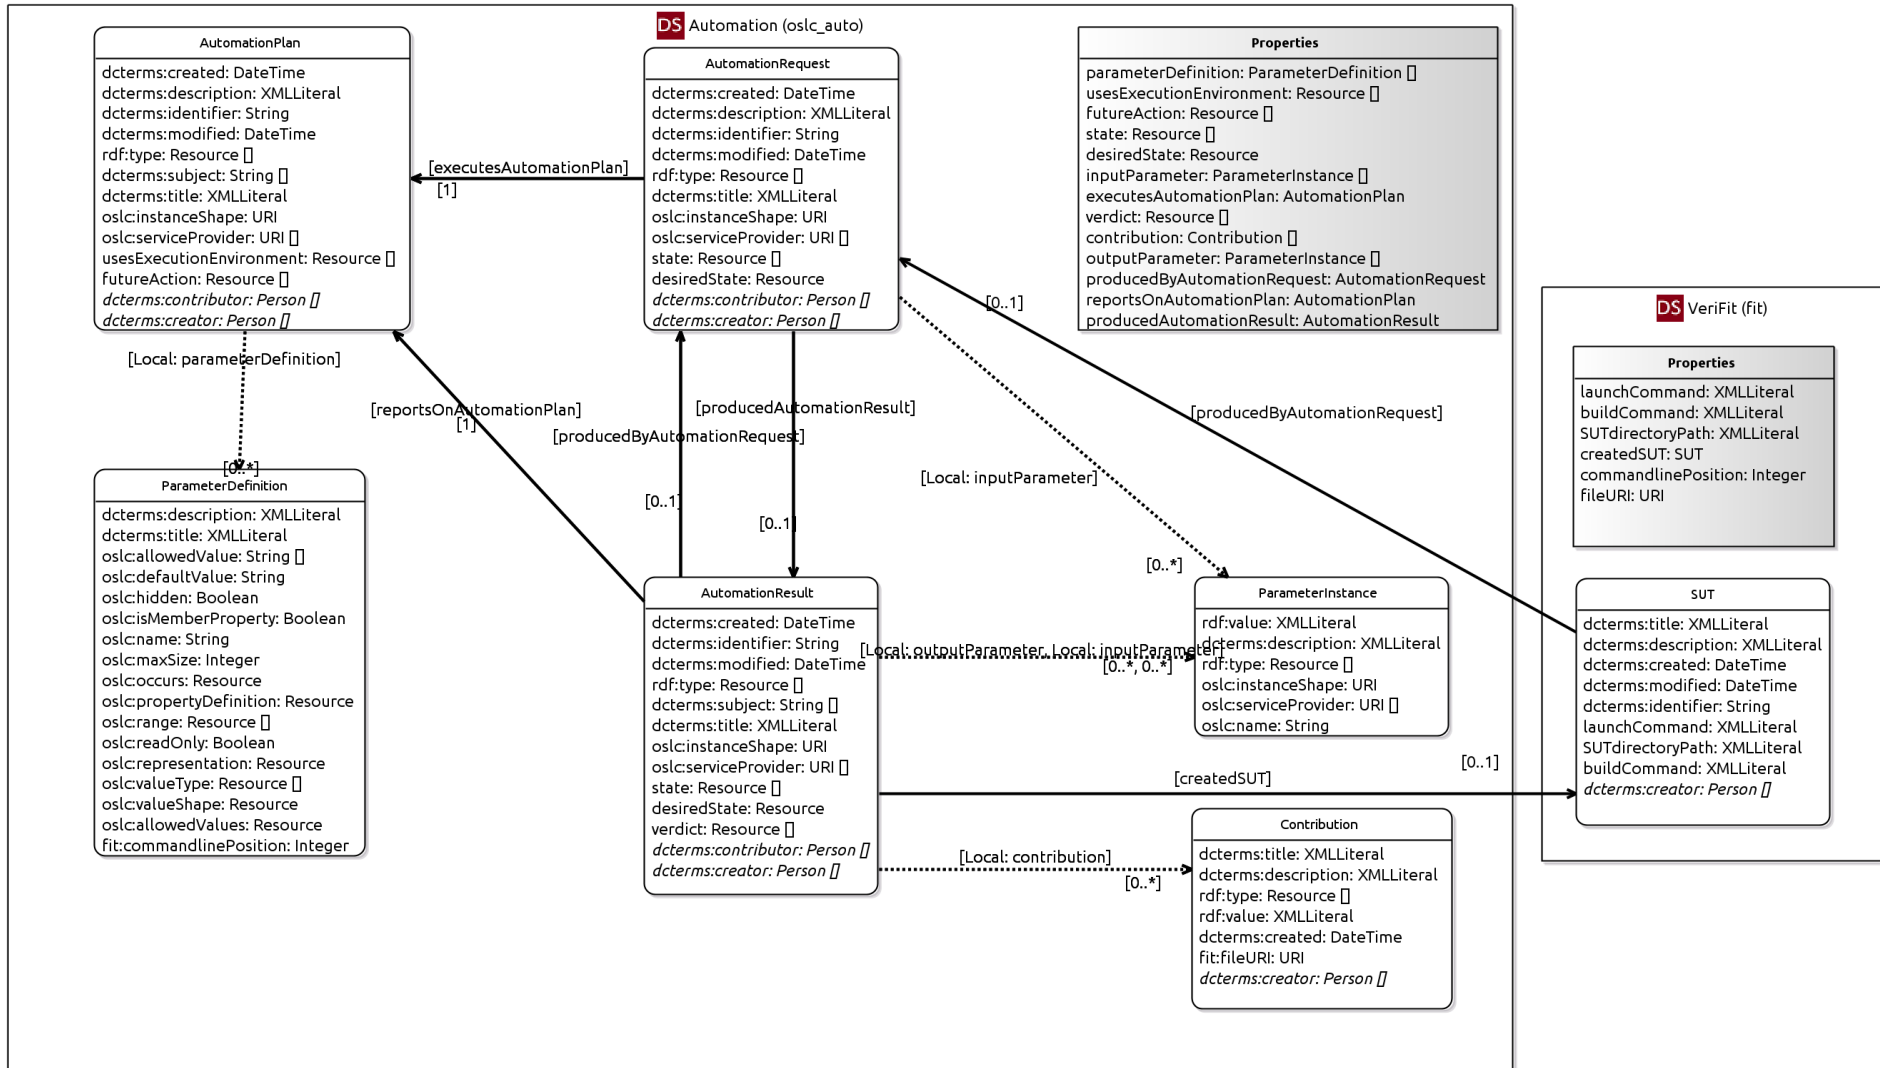 DS Automation (oslc_auto)
AutomationPlan
dcterms:created: DateTime
dcterms:description: XMLLiteral
dcterms:identifier: String
dcterms:modified: DateTime
rdf:type: Resource []
dcterms:subject: String []
dcterms:title: XMLLiteral
oslc:instanceShape: URI
oslc:serviceProvider: URI []
usesExecutionEnvironment: Resource []
futureAction: Resource []
dcterms:contributor: Person []
dcterms:creator: Person []
[executesAutomationPlan]
[1]
AutomationRequest
dcterms:created: DateTime
dcterms:description: XMLLiteral
dcterms:identifier: String
dcterms:modified: DateTime
rdf:type: Resource []
dcterms:title: XMLLiteral
oslc:instanceShape: URI
oslc:serviceProvider: URI []
state: Resource []
desiredState: Resource
dcterms:contributor: Person []
dcterms:creator: Person []
Properties
parameterDefinition: ParameterDefinition []
usesExecutionEnvironment: Resource []
futureAction: Resource []
state: Resource []
desiredState: Resource
inputParameter: ParameterInstance []
executesAutomationPlan: AutomationPlan
verdict: Resource []
contribution: Contribution []
outputParameter: ParameterInstance []
producedByAutomationRequest: AutomationRequest
reportsOnAutomationPlan: AutomationPlan
producedAutomationResult: AutomationResult
[0..1]
DS VeriFit (fit)
Properties
launchCommand: XMLLiteral
buildCommand: XMLLiteral
SUTdirectoryPath: XMLLiteral
createdSUT: SUT
commandlinePosition: Integer
fileURI: URI
[Local: parameterDefinition]
[0..*]
[reportsOnAutomationPlan]
[1]
[producedByAutomationRequest]
[0..1]
[producedAutomationResult]
[0..1]
[Local: inputParameter]
[0..*]
[producedByAutomationRequest]
ParameterDefinition
dcterms:description: XMLLiteral
dcterms:title: XMLLiteral
oslc:allowedValue: String []
oslc:defaultValue: String
oslc:hidden: Boolean
oslc:isMemberProperty: Boolean
oslc:name: String
oslc:maxSize: Integer
oslc:occurs: Resource
oslc:propertyDefinition: Resource
oslc:range: Resource []
oslc:readOnly: Boolean
oslc:representation: Resource
oslc:valueType: Resource []
oslc:valueShape: Resource
oslc:allowedValues: Resource
fit:commandlinePosition: Integer
AutomationResult
dcterms:created: DateTime
dcterms:identifier: String
dcterms:modified: DateTime
rdf:type: Resource []
dcterms:subject: String []
dcterms:title: XMLLiteral
oslc:instanceShape: URI
oslc:serviceProvider: URI []
state: Resource []
desiredState: Resource
verdict: Resource []
dcterms:contributor: Person []
dcterms:creator: Person []
[Local: outputParameter, Local: inputParameter]
[0..*, 0..*]
ParameterInstance
rdf:value: XMLLiteral
dcterms:description: XMLLiteral
rdf:type: Resource []
oslc:instanceShape: URI
oslc:serviceProvider: URI []
oslc:name: String
[createdSUT]
[0..1]
SUT
dcterms:title: XMLLiteral
dcterms:description: XMLLiteral
dcterms:created: DateTime
dcterms:modified: DateTime
dcterms:identifier: String
launchCommand: XMLLiteral
SUTdirectoryPath: XMLLiteral
buildCommand: XMLLiteral
dcterms:creator: Person []
[Local: contribution]
[0..*]
Contribution
dcterms:title: XMLLiteral
dcterms:description: XMLLiteral
rdf:type: Resource []
rdf:value: XMLLiteral
dcterms:created: DateTime
fit:fileURI: URI
dcterms:creator: Person []